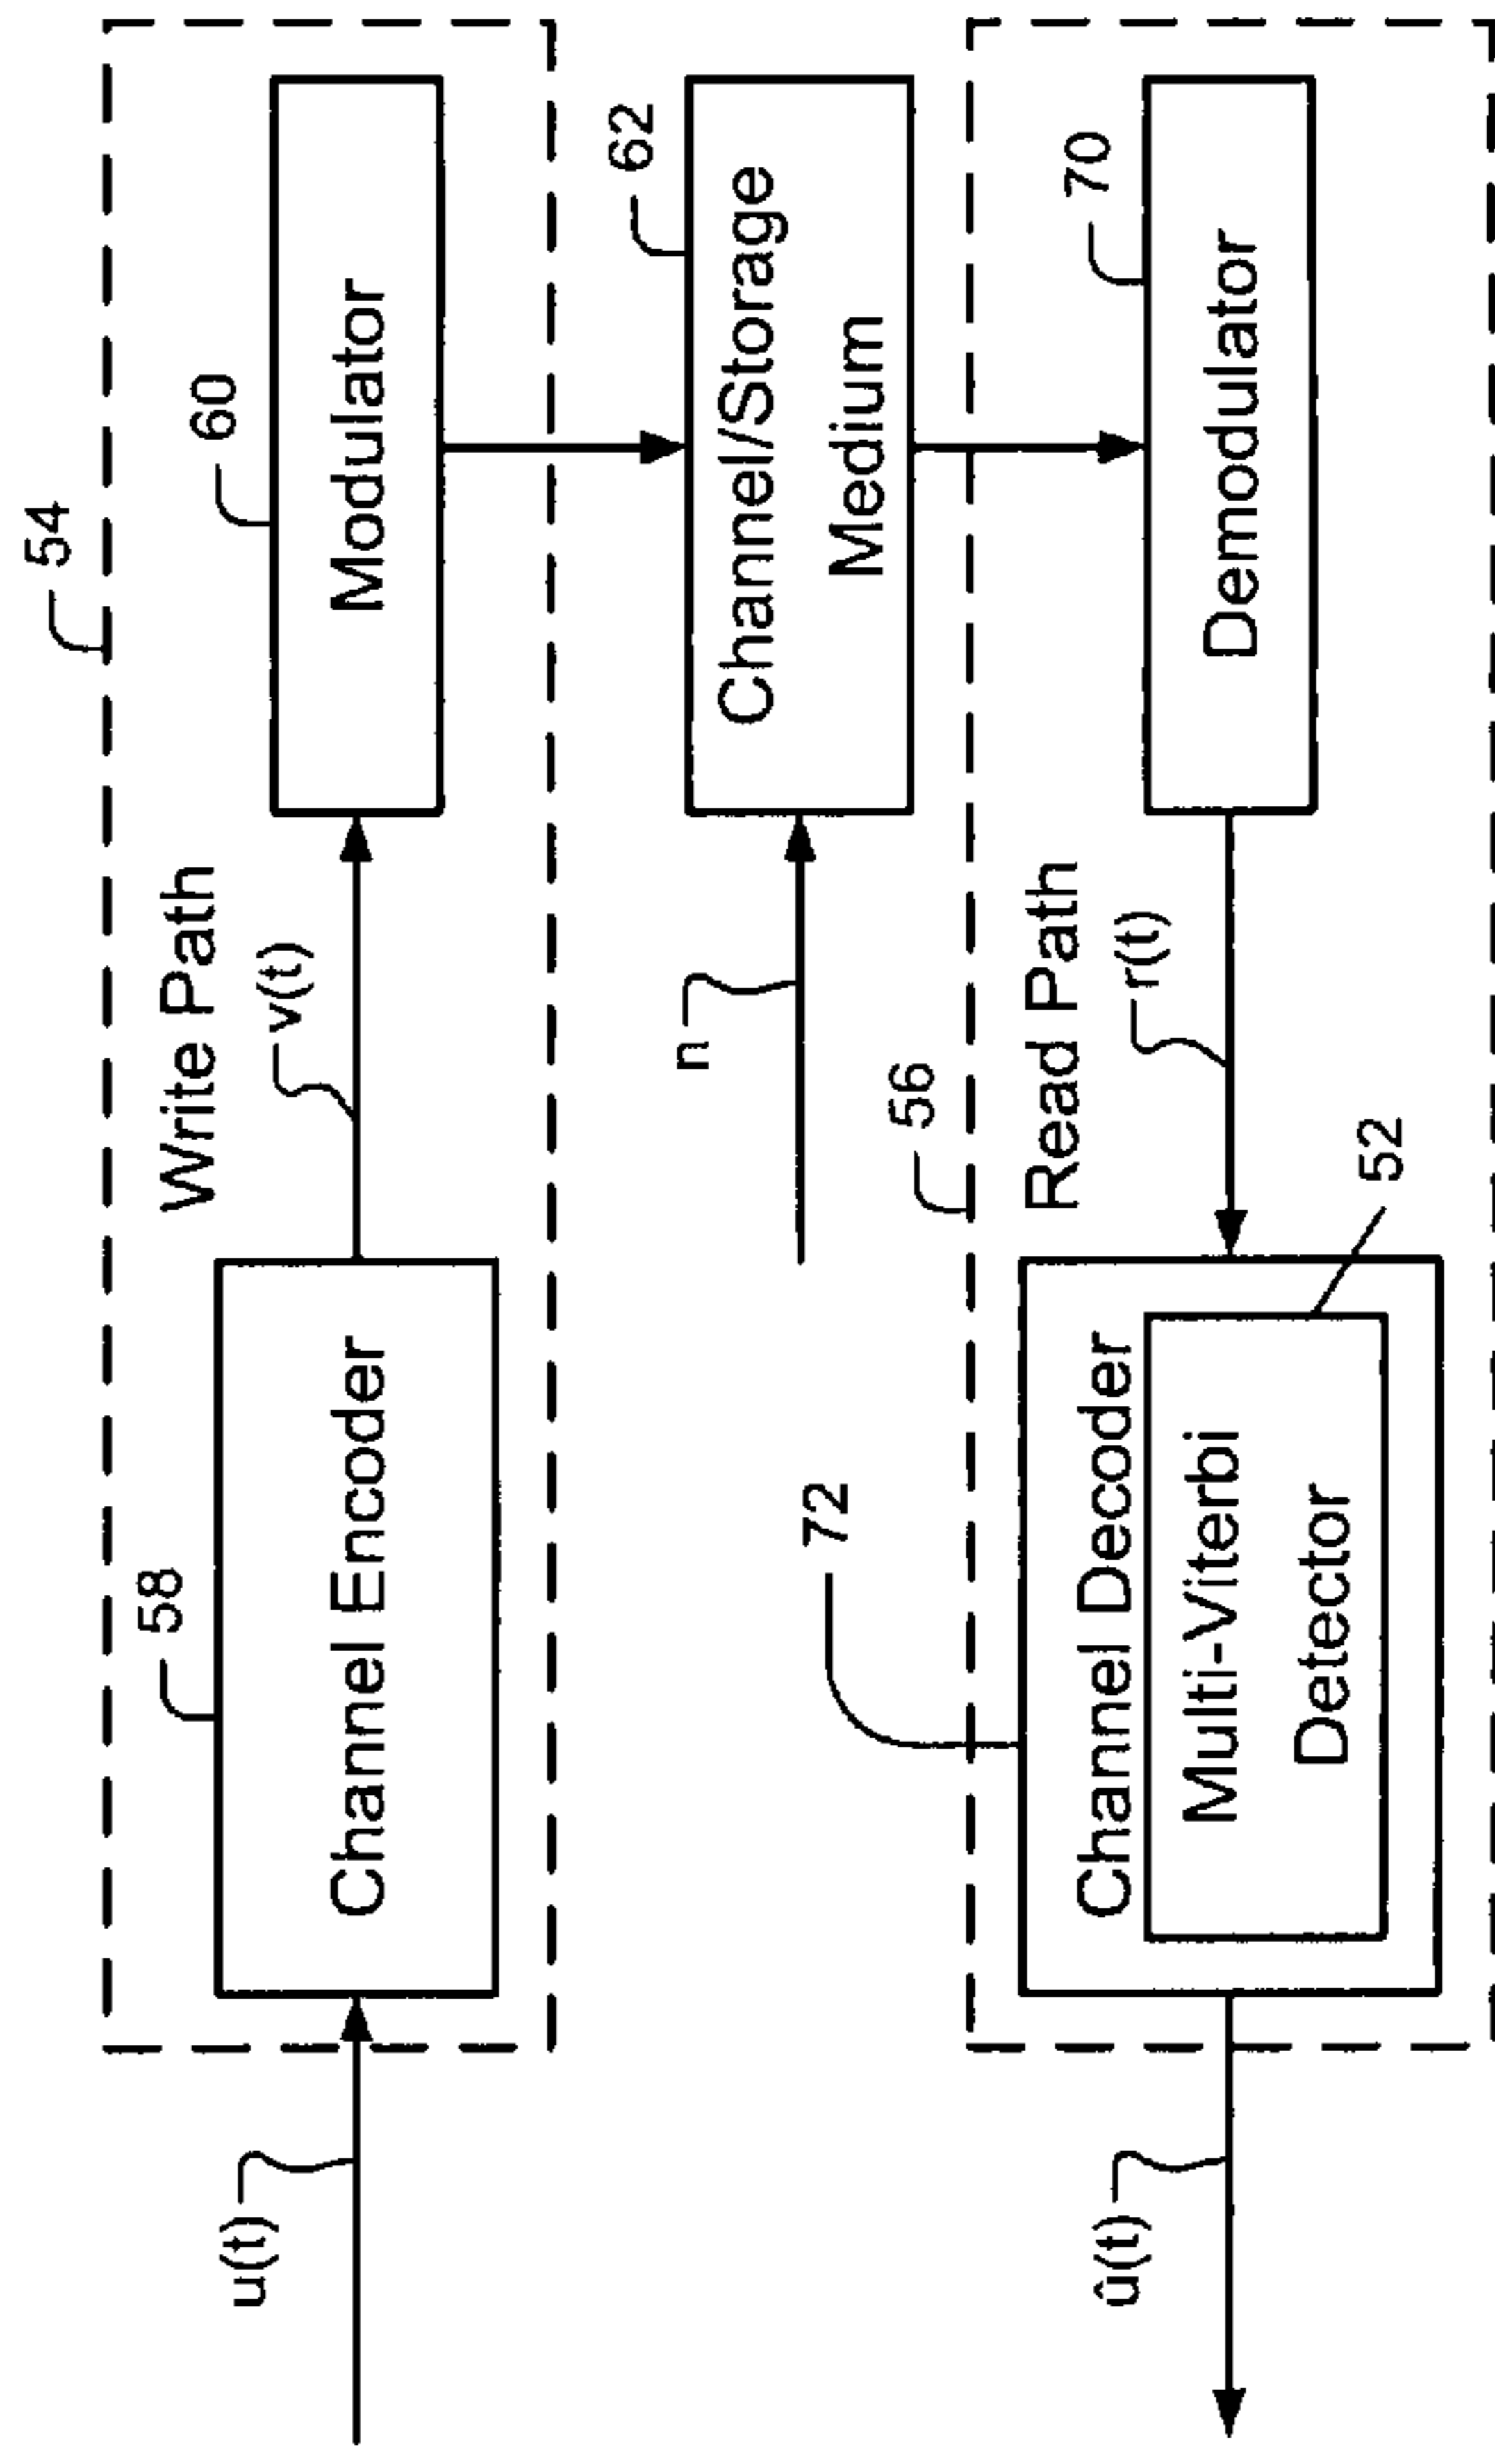 54
Write Path
58
60
u(t)
Channel Encoder
v(t)
Modulator
n
62
Channel/Storage
Medium
56
72
Read Path
70
û(t)
Channel Decoder
Multi-Viterbi
Detector
52
r(t)
Demodulator